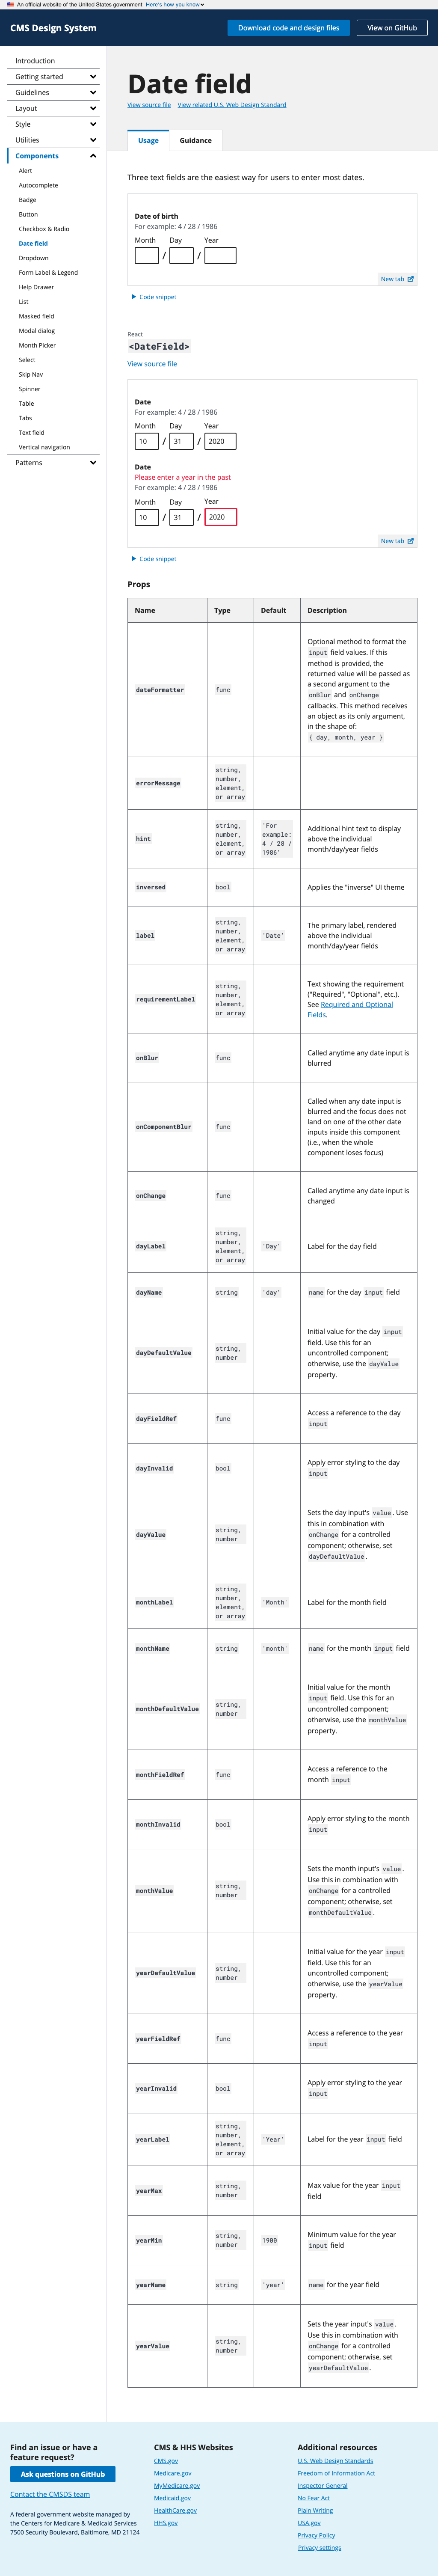 An official website of the United States government Here's how you know
CMS Design System
Download code and design files
View on GitHub
Introduction
Getting started
Guidelines
Layout
Style
Utilities
Components
Alert
Autocomplete
Badge
Button
Checkbox & Radio
Date field
Dropdown
Form Label & Legend
Help Drawer
List
Masked field
Modal dialog
Month Picker
Select
Skip Nav
Spinner
Table
Tabs
Text field
Vertical navigation
Patterns
Date field
View source file View related U.S. Web Design Standard
Usage Guidance
Three text fields are the easiest way for users to enter most dates.
Date of birth
For example: 4 / 28 / 1986
Month Day Year
/ /
New tab
Code snippet
React
<DateField>
View source file
Date
For example: 4 / 28 / 1986
Month Day Year
10 / 31 / 2020
Date
Please enter a year in the past
For example: 4 / 28 / 1986
Month Day Year
10 / 31 / 2020
New tab
Code snippet
Props
Name Type Default Description
dateFormatter
func
Optional method to format the
input field values. If this
method is provided, the
returned value will be passed as
a second argument to the
onBlur and onChange
callbacks. This method receives
an object as its only argument,
in the shape of:
{ day, month, year }
errorMessage
string,
number,
element,
or array
hint
string,
number,
element,
or array
'For
example:
4 / 28 /
1986'
Additional hint text to display
above the individual
month/day/year fields
inversed
bool
Applies the "inverse" UI theme
label
string,
number,
element,
or array
'Date'
The primary label, rendered
above the individual
month/day/year fields
requirementLabel
string,
number,
element,
or array
Text showing the requirement
("Required", "Optional", etc.).
See Required and Optional
Fields.
onBlur
func
Called anytime any date input is
blurred
onComponentBlur
func
Called when any date input is
blurred and the focus does not
land on one of the other date
inputs inside this component
(i.e., when the whole
component loses focus)
onChange
func
Called anytime any date input is
changed
dayLabel
string,
number,
element,
or array
'Day'
Label for the day field
dayName
string
'day'
name for the day input field
dayDefaultValue
string,
number
Initial value for the day input
field. Use this for an
uncontrolled component;
otherwise, use the dayValue
property.
dayFieldRef
func
Access a reference to the day
input
dayInvalid
bool
Apply error styling to the day
input
dayValue
string,
number
Sets the day input's value. Use
this in combination with
onChange for a controlled
component; otherwise, set
dayDefaultValue.
monthLabel
string,
number,
element,
or array
'Month'
Label for the month field
monthName
string
'month'
name for the month input field
monthDefaultValue
string,
number
Initial value for the month
input field. Use this for an
uncontrolled component;
otherwise, use the monthValue
property.
monthFieldRef
func
Access a reference to the
month input
monthInvalid
bool
Apply error styling to the month
input
monthValue
string,
number
Sets the month input's value.
Use this in combination with
onChange for a controlled
component; otherwise, set
monthDefaultValue.
yearDefaultValue
string,
number
Initial value for the year input
field. Use this for an
uncontrolled component;
otherwise, use the yearValue
property.
yearFieldRef
func
Access a reference to the year
input
yearInvalid
bool
Apply error styling to the year
input
yearLabel
string,
number,
element,
or array
'Year'
Label for the year input field
yearMax
string,
number
Max value for the year input
field
yearMin
string,
number
1900
Minimum value for the year
input field
yearName
string
'year'
name for the year field
yearValue
string,
number
Sets the year input's value.
Use this in combination with
onChange for a controlled
component; otherwise, set
yearDefaultValue.
Find an issue or have a
feature request?
Ask questions on GitHub
Contact the CMSDS team
A federal government website managed by
the Centers for Medicare & Medicaid Services
7500 Security Boulevard, Baltimore, MD 21124
CMS & HHS Websites
CMS.gov
Medicare.gov
MyMedicare.gov
Medicaid.gov
HealthCare.gov
HHS.gov
Additional resources
U.S. Web Design Standards
Freedom of Information Act
Inspector General
No Fear Act
Plain Writing
USA.gov
Privacy Policy
Privacy settings